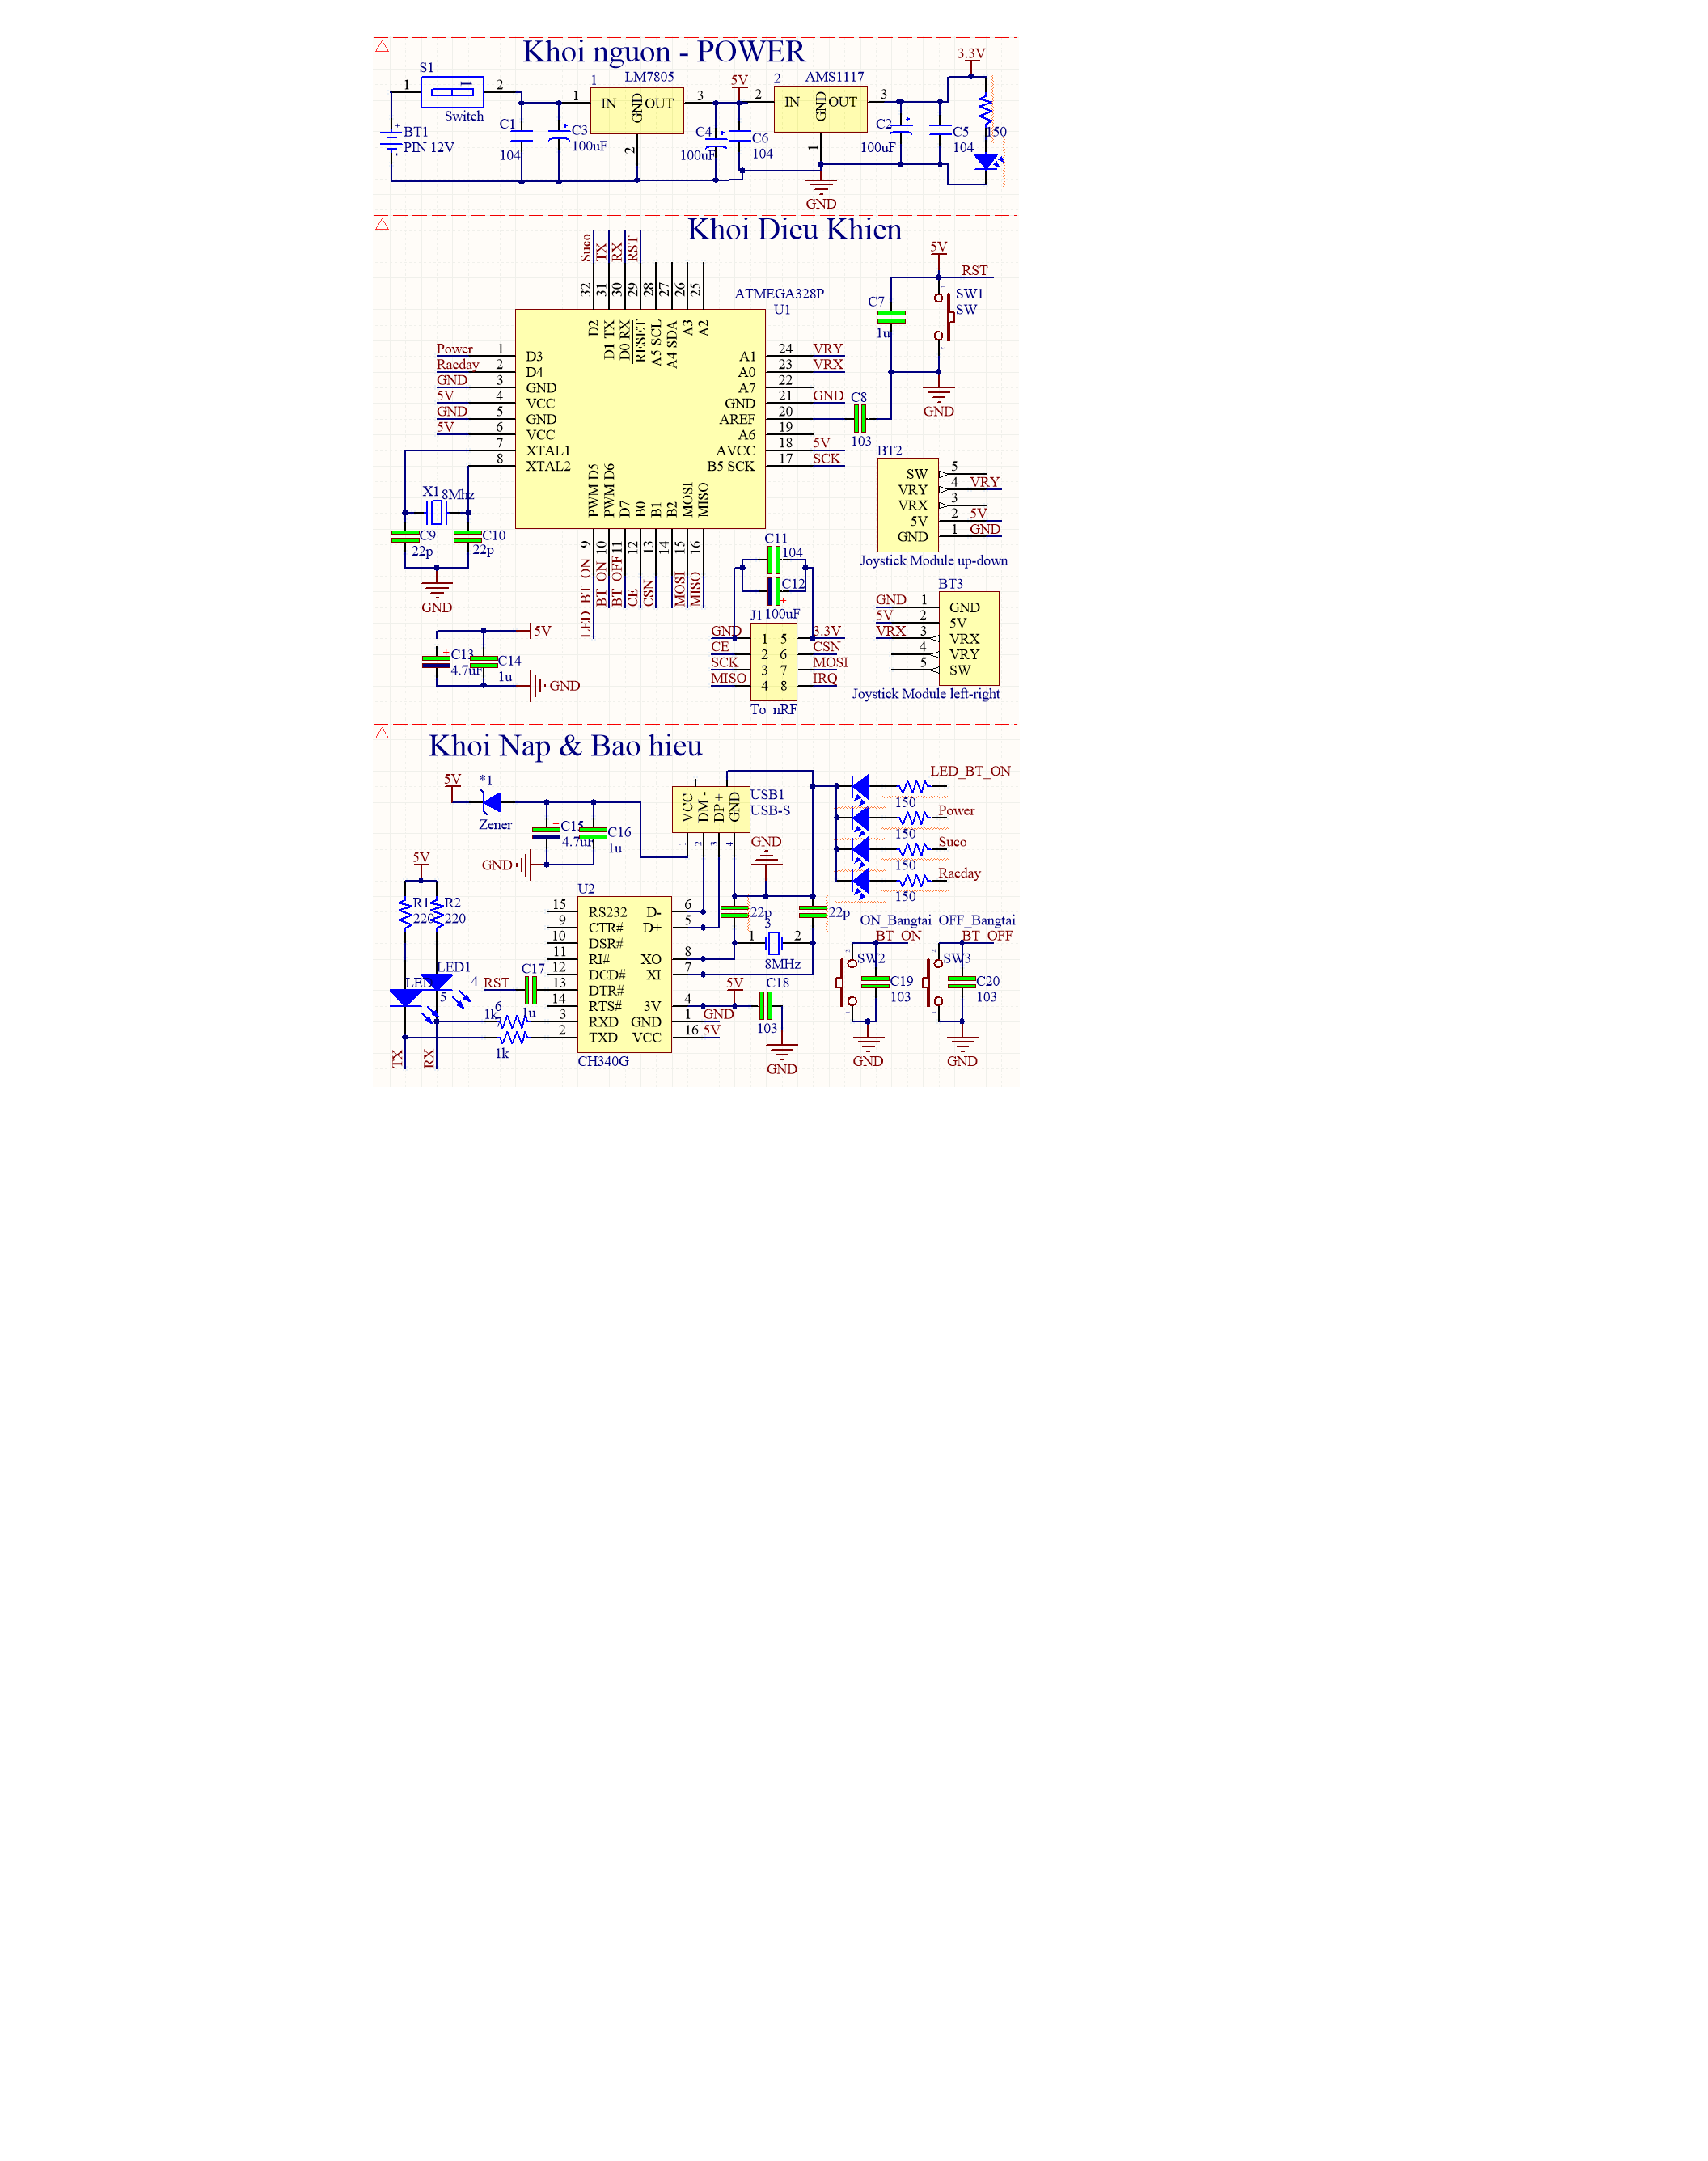 Khoi nguon - POWER
S1
1
2
Switch
BT1
PIN 12V
C1
104
C3
100uF
1
LM7805
1
IN
GND
OUT
3
2
C4
100uF
5V
C6
104
2
AMS1117
2
IN
GND
OUT
3
1
C2
100uF
C5
104
3.3V
150
GND
Khoi Dieu Khien
Suco
TX
RX
RST
32
31
30
29
28
27
26
25
ATMEGA328P
U1
D2
D1 TX
D0 RX
RESET
A5 SCL
A4 SDA
A3
A2
Power 1 D3
Racday 2 D4
GND 3 GND
5V 4 VCC
GND 5 GND
5V 6 VCC
7 XTAL1
8 XTAL2
A1 24 VRY
A0 23 VRX
A7 22
GND 21 GND
AREF 20
A6 19
AVCC 18 5V
B5 SCK 17 SCK
PWM D5
PWM D6
D7
B0
B1
B2
MOSI
MISO
9
10
11
12
13
14
15
16
LED_BT_ON
BT_ON
BT_OFF
CE
CSN
MOSI
MISO
X1
8Mhz
C9
22p
C10
22p
GND
5V
C13
4.7uF
C14
1u
GND
5V
RST
C7
1u
SW1
SW
GND
C8
103
BT2
SW 5
VRY 4 VRY
VRX 3
5V 2 5V
GND 1 GND
Joystick Module up-down
BT3
GND 1 GND
5V 2 5V
VRX 3 VRX
4 VRY
5 SW
Joystick Module left-right
C11
104
C12
100uF
J1
GND 1 5 3.3V
CE 2 6 CSN
SCK 3 7 MOSI
MISO 4 8 IRQ
To_nRF
Khoi Nap & Bao hieu
5V
*1
Zener
C15
4.7uF
C16
1u
GND
USB1
USB-S
VCC
DM -
DP +
GND
1
2
3
4
GND
LED_BT_ON
150
Power
150
Suco
150
Racday
150
5V
R1
220
R2
220
LED1
LED
4
5
TX
RX
RST
C17
1u
1k
6
1k
U2
15 RS232 D- 6
9 CTR# D+ 5
10 DSR#
11 RI# XO 8
12 DCD# XI 7
13 DTR#
14 RTS# 3V 4
3 RXD GND 1 GND
2 TXD VCC 16 5V
CH340G
22p
22p
3
1
2
8MHz
5V
C18
103
GND
ON_Bangtai
BT_ON
SW2
C19
103
GND
OFF_Bangtai
BT_OFF
SW3
C20
103
GND